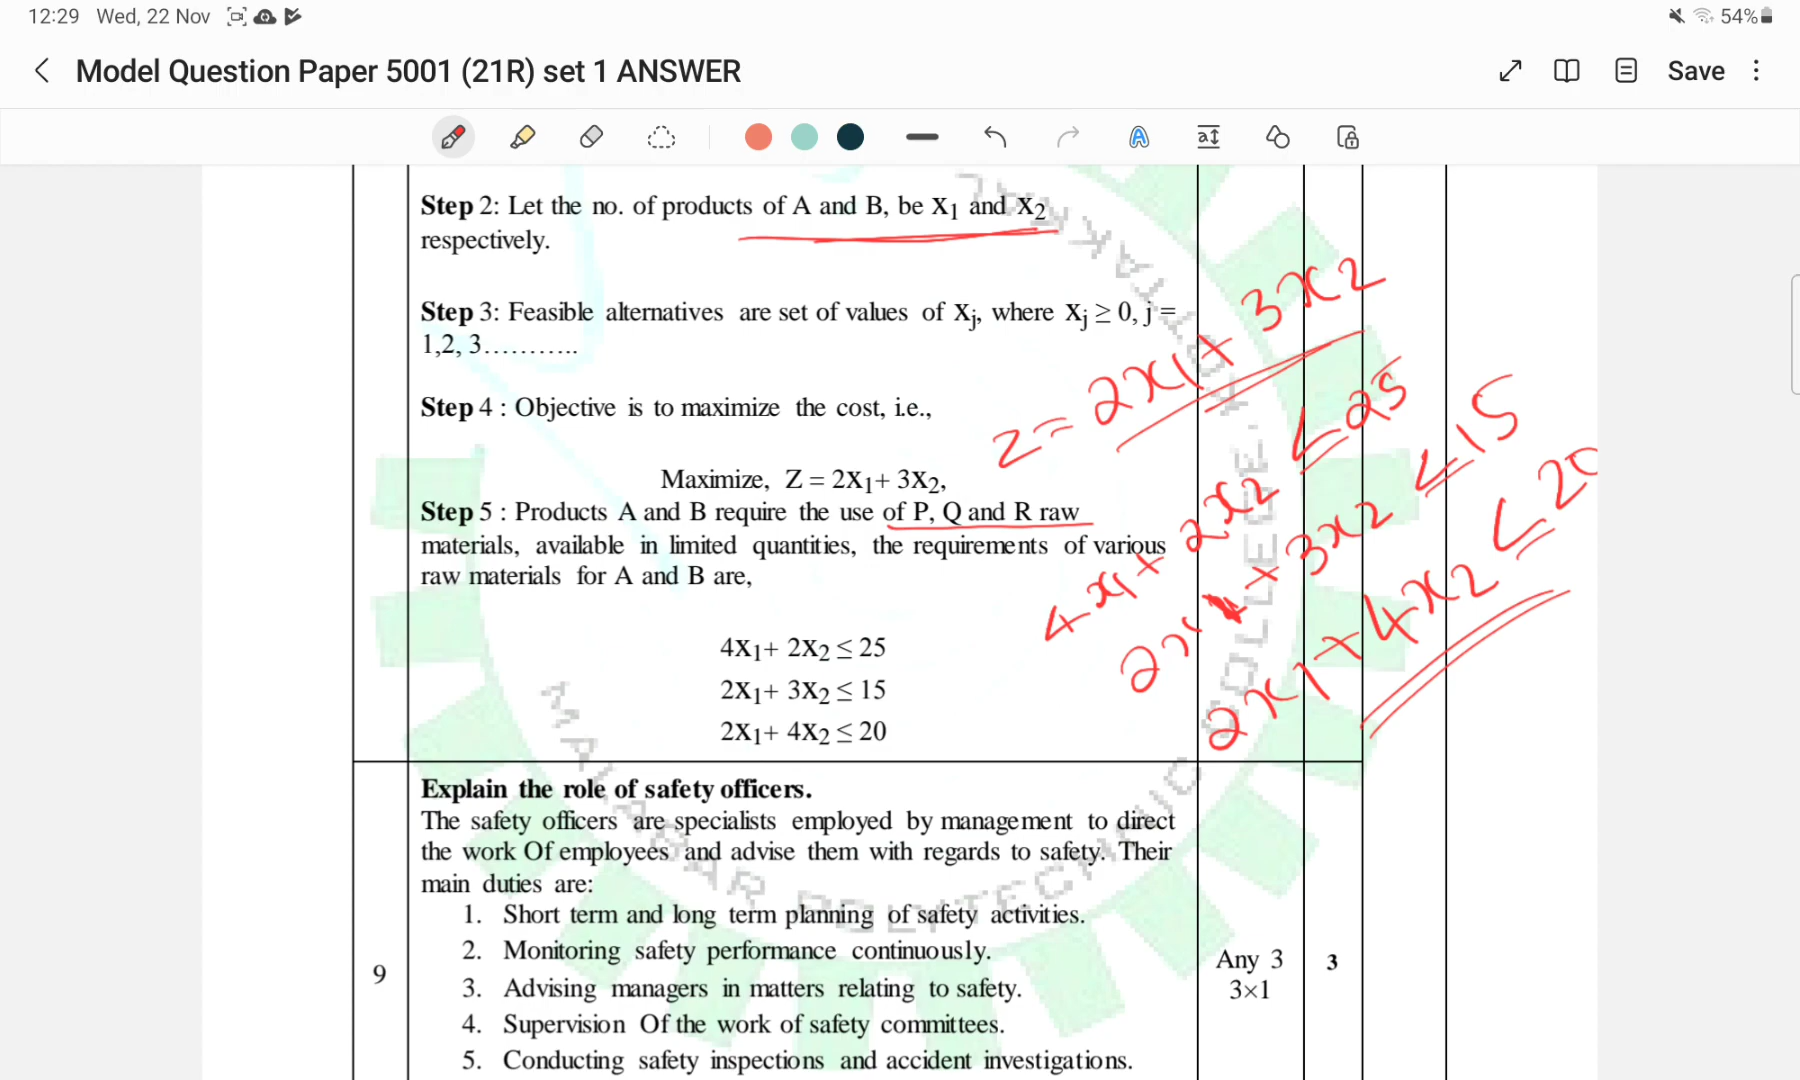 12:29 Wed, 22 Nov
54%
Model Question Paper 5001 (21R) set 1 ANSWER
Save
Step 2: Let the no. of products of A and B, be X1 and X2
respectively.
Step 3: Feasible alternatives are set of values of Xj, where Xj ≥ 0, j =
1,2, 3………..
Step 4 : Objective is to maximize the cost, i.e.,
Maximize, Z = 2X1+ 3X2,
Step 5 : Products A and B require the use of P, Q and R raw
materials, available in limited quantities, the requirements of various
raw materials for A and B are,
4X1+ 2X2 ≤ 25
2X1+ 3X2 ≤ 15
2X1+ 4X2 ≤ 20
z = 2x1 + 3x2
4x1 + 2x2 ≤ 25
2x1 + 3x2 ≤ 15
2x1 + 4x2 ≤ 20
Explain the role of safety officers.
The safety officers are specialists employed by management to direct
the work Of employees and advise them with regards to safety. Their
main duties are:
1. Short term and long term planning of safety activities.
2. Monitoring safety performance continuously.
3. Advising managers in matters relating to safety.
4. Supervision Of the work of safety committees.
5. Conducting safety inspections and accident investigations.
9
Any 3
3×1
3
MALABAR POLYTECHNIC COLLEGE